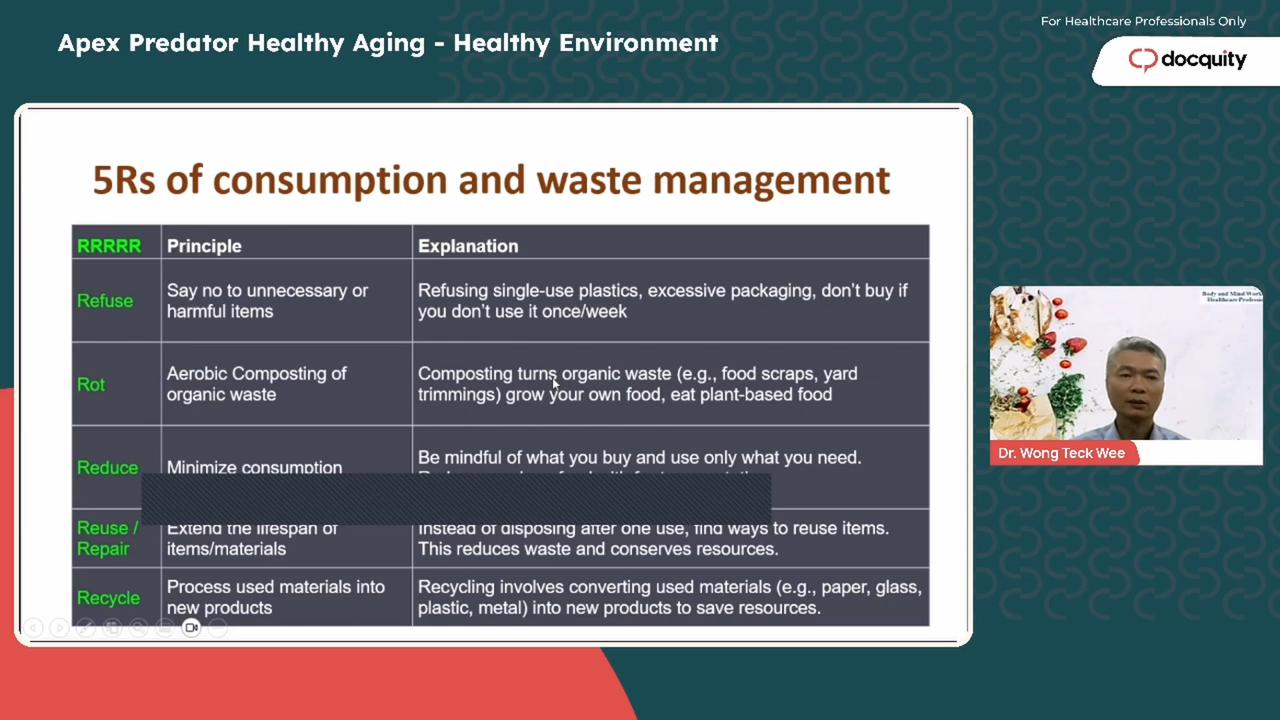 For Healthcare Professionals Only
Apex Predator Healthy Aging - Healthy Environment
docquity
5Rs of consumption and waste management
RRRRR Principle Explanation
Refuse
Say no to unnecessary or
harmful items
Refusing single-use plastics, excessive packaging, don't buy if
you don't use it once/week
Rot
Aerobic Composting of
organic waste
Composting turns organic waste (e.g., food scraps, yard
trimmings) grow your own food, eat plant-based food
Reduce
Minimize consumption
Be mindful of what you buy and use only what you need.
Reuse /
Repair
Extend the lifespan of
items/materials
Instead of disposing after one use, find ways to reuse items.
This reduces waste and conserves resources.
Recycle
Process used materials into
new products
Recycling involves converting used materials (e.g., paper, glass,
plastic, metal) into new products to save resources.
Body and Mind
Healthcare
Dr. Wong Teck Wee